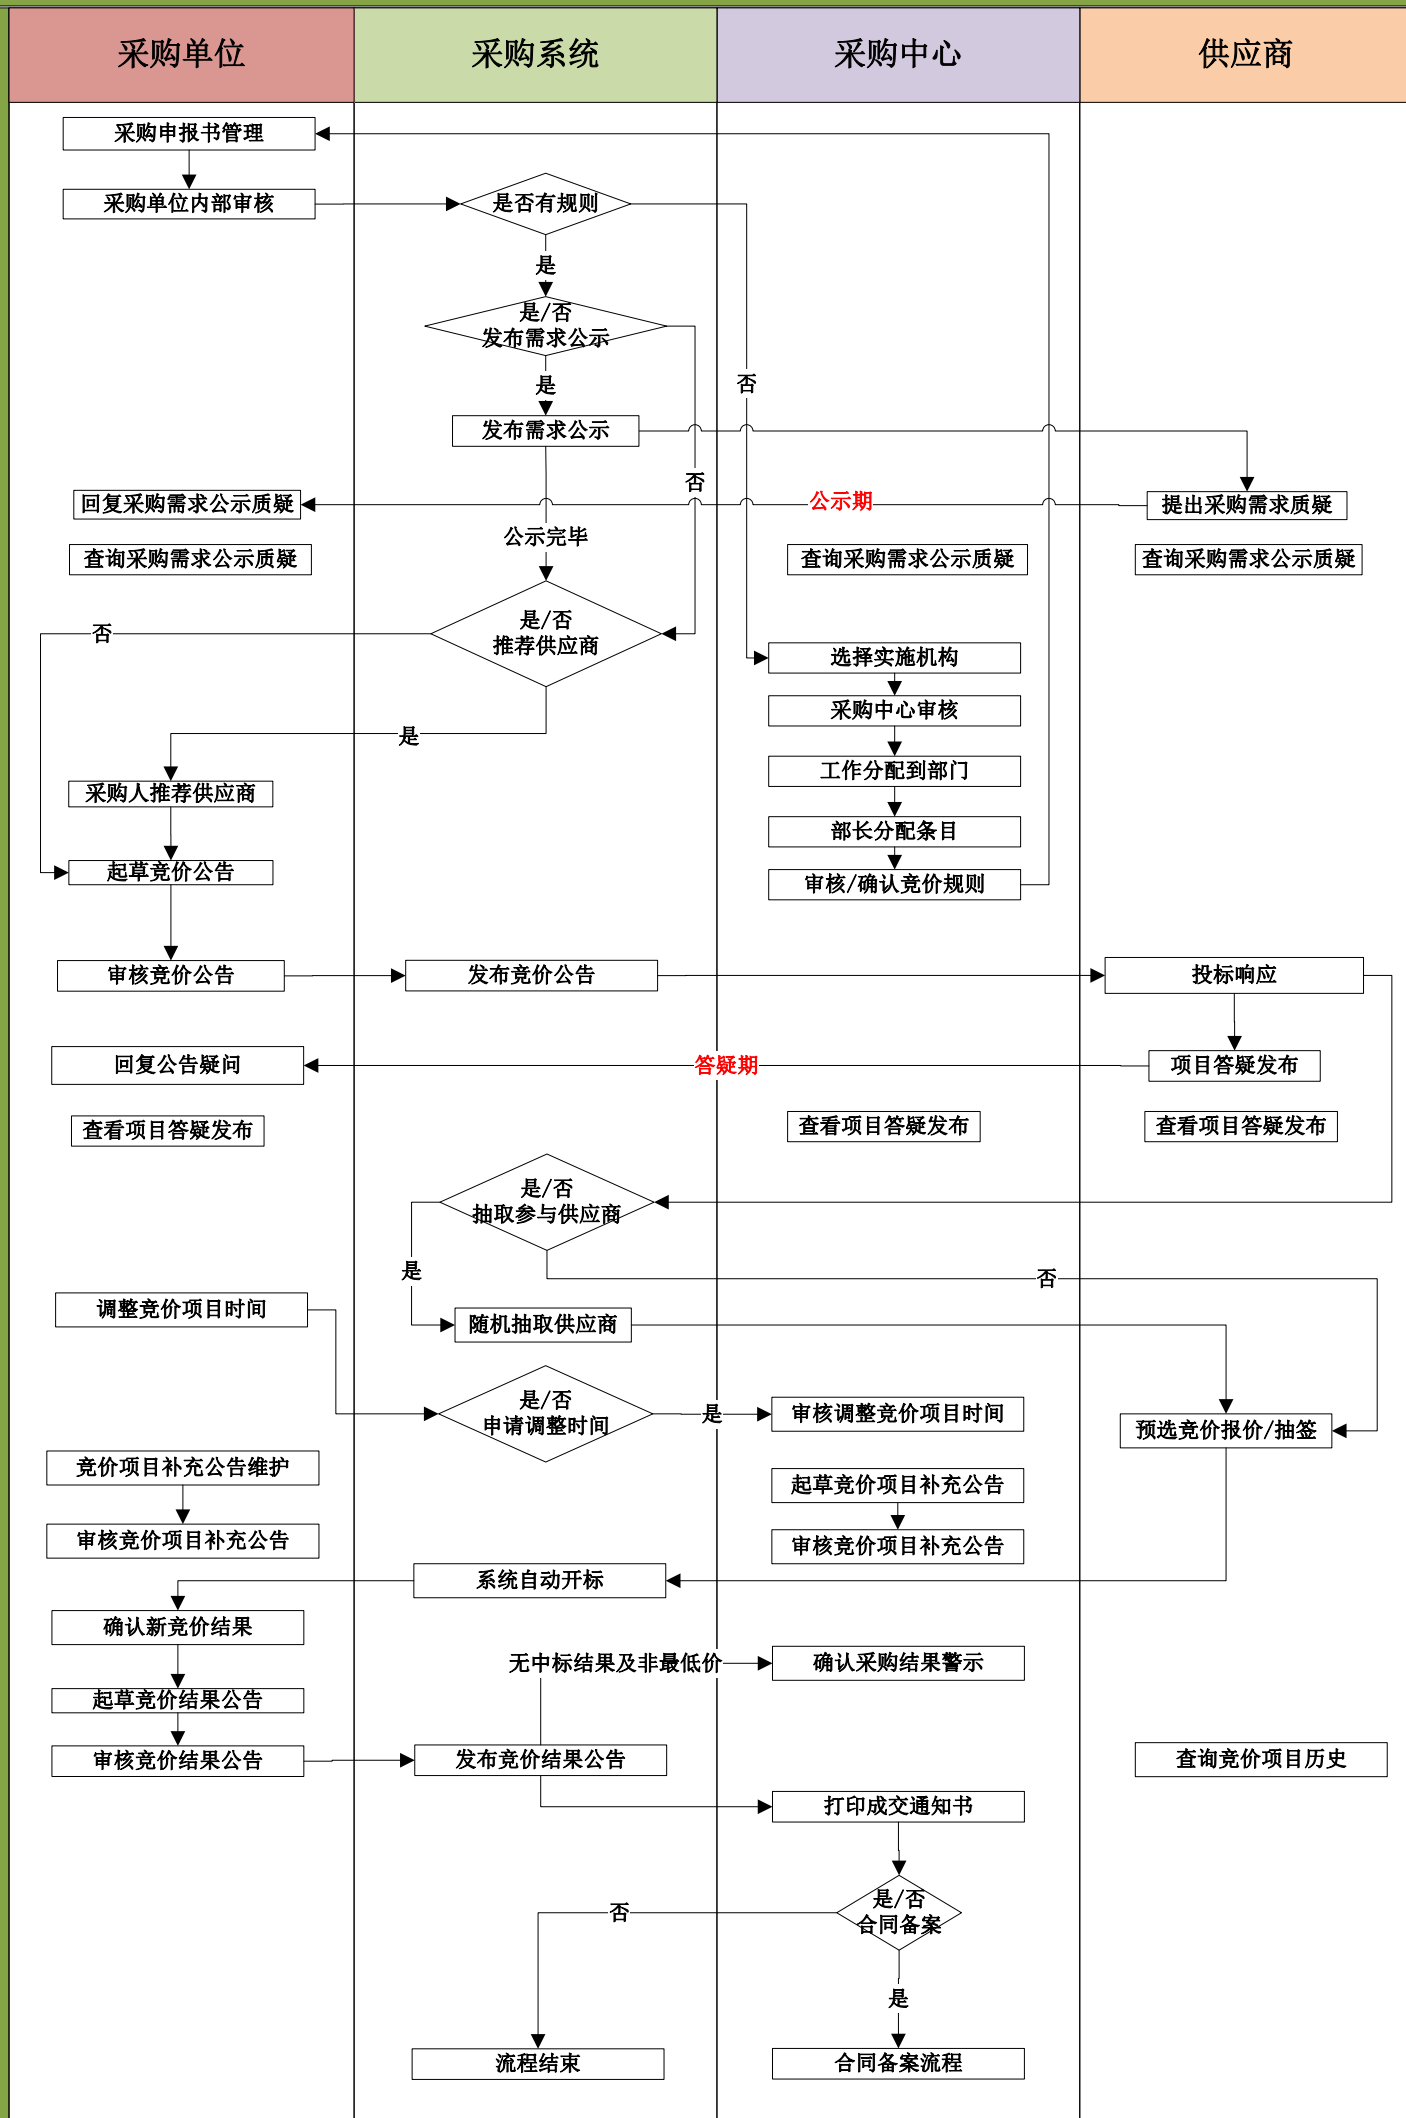 采购单位
采购系统
采购中心
供应商
采购申报书管理
采购单位内部审核
是否有规则
是
是/否
发布需求公示
否
是
发布需求公示
否
回复采购需求公示质疑
公示期
提出采购需求质疑
公示完毕
查询采购需求公示质疑
查询采购需求公示质疑
查询采购需求公示质疑
否
是/否
推荐供应商
选择实施机构
采购中心审核
是
工作分配到部门
采购人推荐供应商
部长分配条目
起草竞价公告
审核/确认竞价规则
审核竞价公告
发布竞价公告
投标响应
回复公告疑问
答疑期
项目答疑发布
查看项目答疑发布
查看项目答疑发布
查看项目答疑发布
是/否
抽取参与供应商
是
否
调整竞价项目时间
随机抽取供应商
是/否
申请调整时间
是
审核调整竞价项目时间
预选竞价报价/抽签
竞价项目补充公告维护
起草竞价项目补充公告
审核竞价项目补充公告
审核竞价项目补充公告
系统自动开标
确认新竞价结果
无中标结果及非最低价
确认采购结果警示
起草竞价结果公告
审核竞价结果公告
发布竞价结果公告
查询竞价项目历史
打印成交通知书
是/否
合同备案
否
是
流程结束
合同备案流程